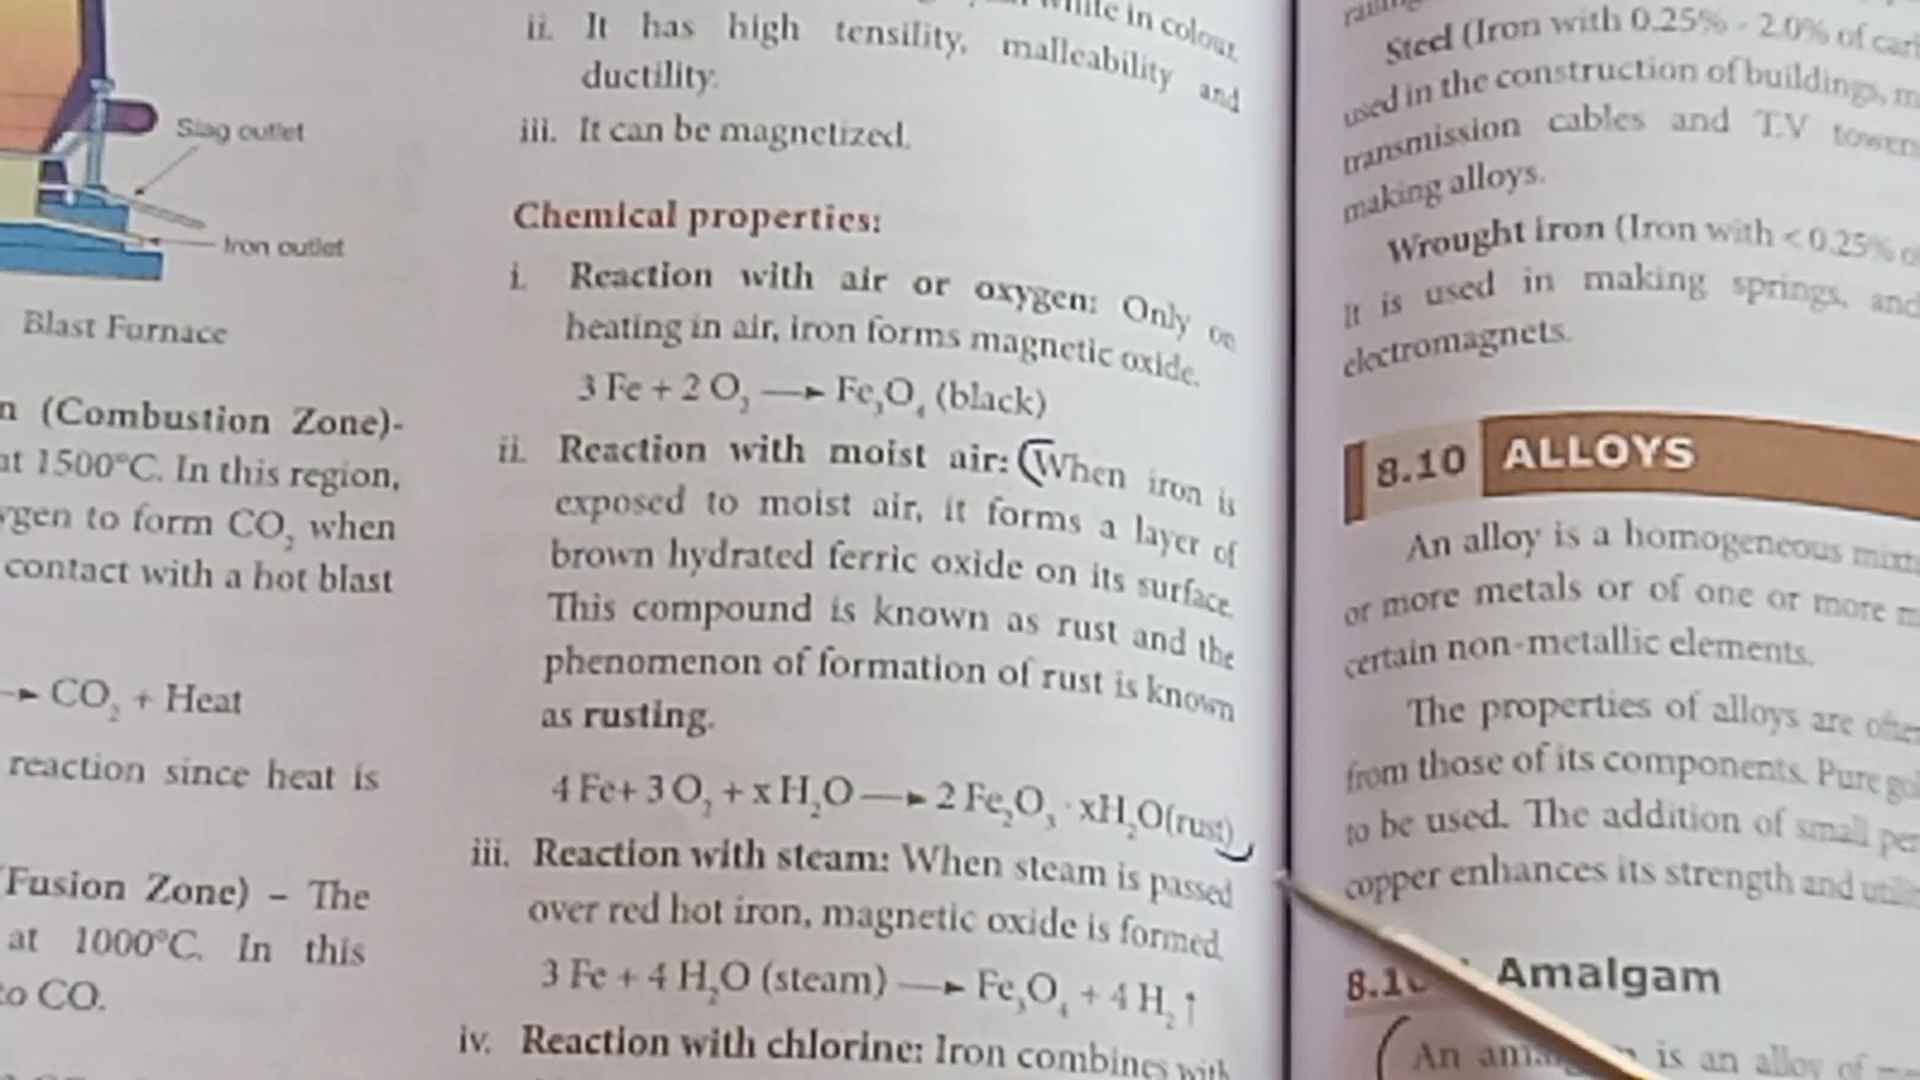 Slag outlet
Iron outlet
Blast Furnace
(Combustion Zone)-
at 1500°C. In this region,
to form CO₂ when
contact with a hot blast
→ CO₂ + Heat
reaction since heat is
Fusion Zone) – The
at 1000°C. In this
to CO.
in colour.
ii. It has high tensility, malleability and
ductility.
iii. It can be magnetized.
Chemical properties:
i. Reaction with air or oxygen: Only on
heating in air, iron forms magnetic oxide.
3 Fe + 2 O₂ → Fe₃O₄ (black)
ii. Reaction with moist air: When iron is
exposed to moist air, it forms a layer of
brown hydrated ferric oxide on its surface.
This compound is known as rust and the
phenomenon of formation of rust is known
as rusting.
4 Fe+ 3 O₂ + x H₂O → 2 Fe₂O₃ · xH₂O(rust)
iii. Reaction with steam: When steam is passed
over red hot iron, magnetic oxide is formed.
3 Fe + 4 H₂O (steam) → Fe₃O₄ + 4 H₂ ↑
iv. Reaction with chlorine: Iron combines with
Steel (Iron with 0.25% - 2.0% of
used in the construction of buildings,
transmission cables and T.V
making alloys.
Wrought iron (Iron with < 0.25%
It is used in making springs, and
electromagnets.
8.10 ALLOYS
An alloy is a homogeneous
or more metals or of one or more
certain non-metallic elements.
The properties of alloys are
from those of its components. Pure
to be used. The addition of small
copper enhances its strength and
Amalgam
An is an alloy of